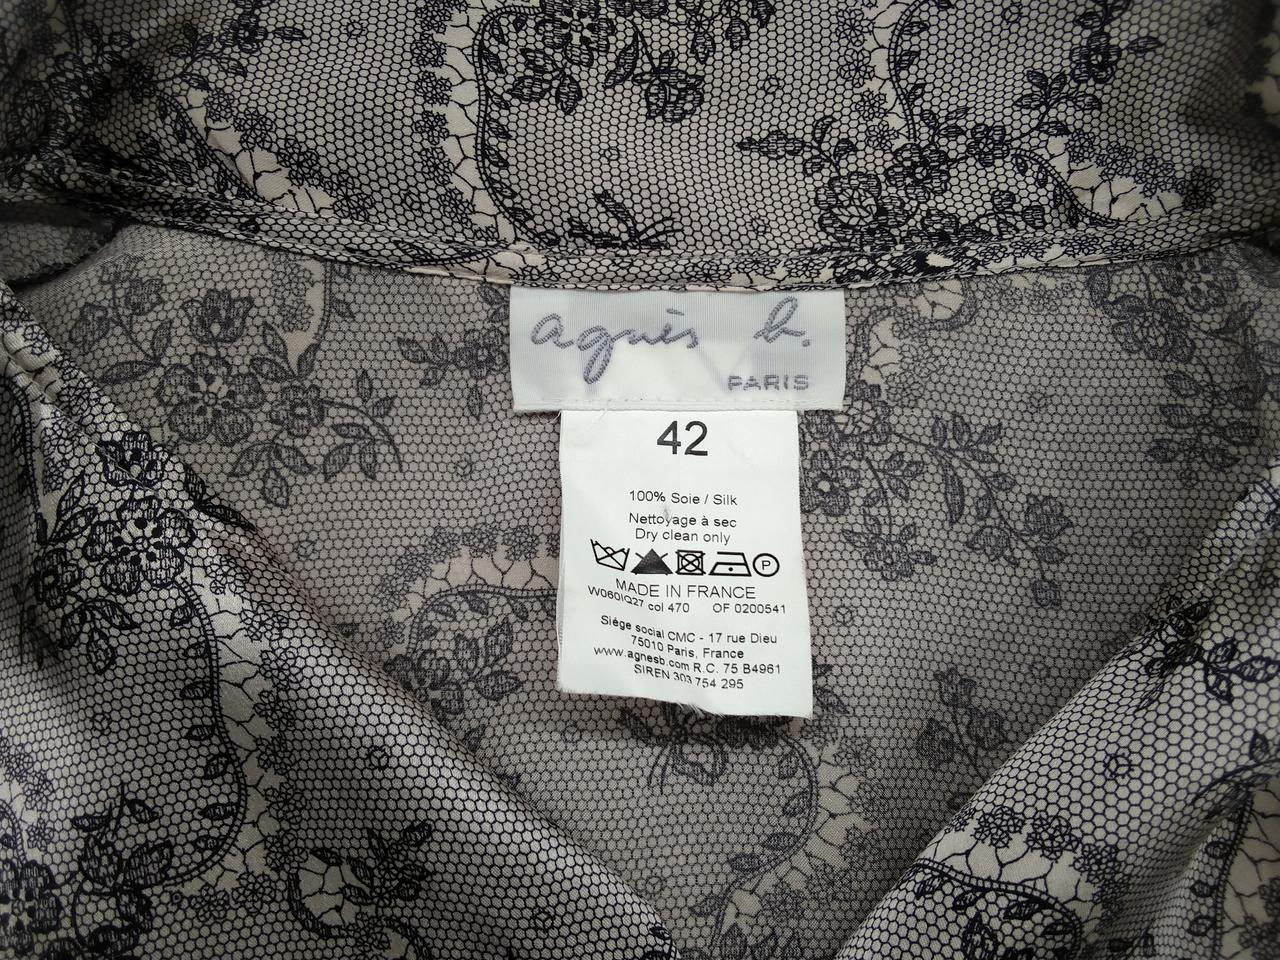 agnès b.
PARIS
42
100% Soie / Silk
Nettoyage à sec
Dry clean only
P
MADE IN FRANCE
W060IQ27 col 470 OF 0200541
Siége social CMC - 17 rue Dieu
75010 Paris, France
www.agnesb.com R.C. 75 B4961
SIREN 303 754 295